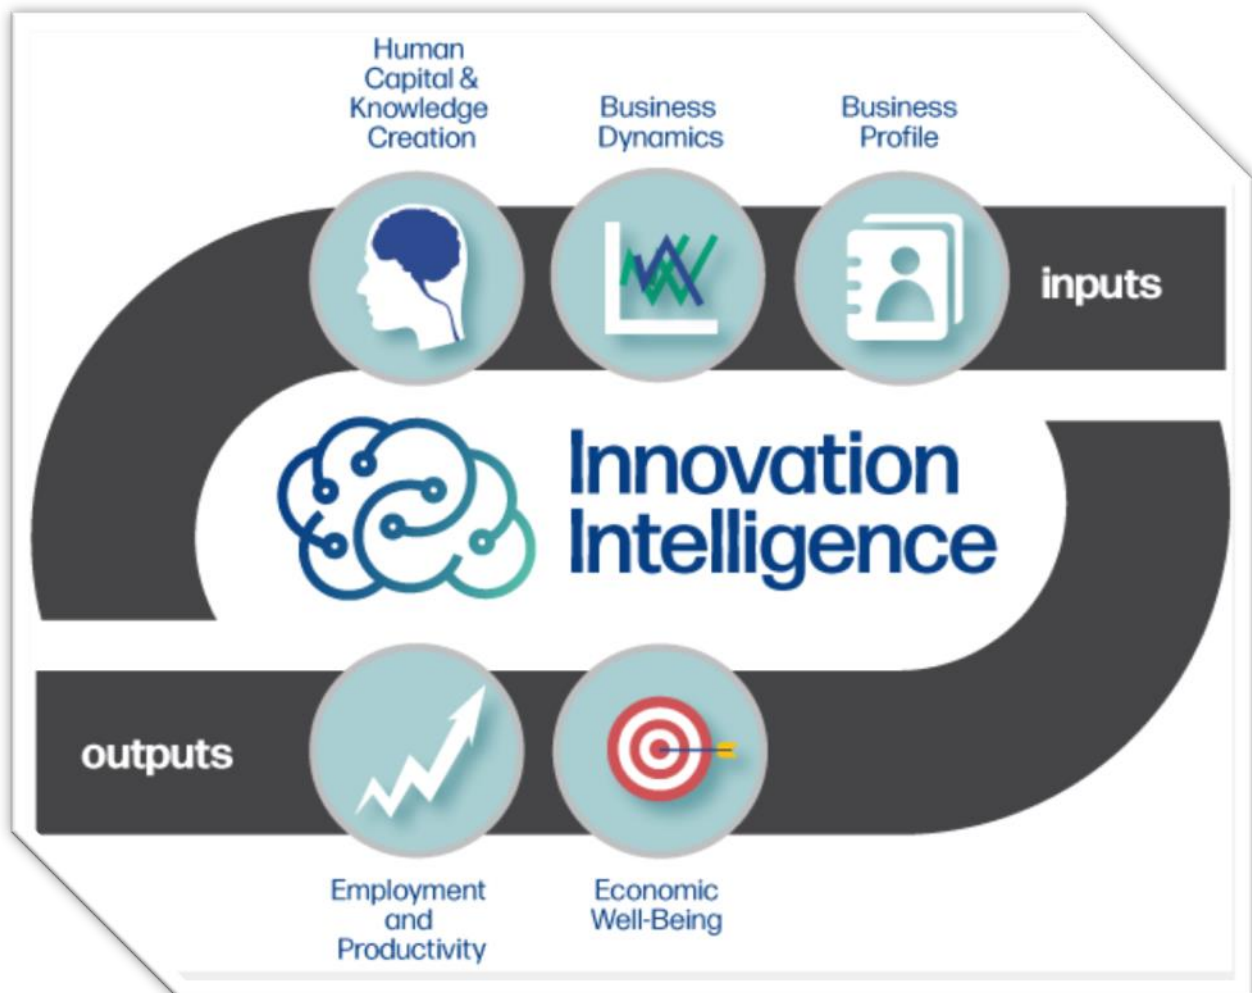 Human
Capital &
Knowledge
Creation
Business
Dynamics
Business
Profile
inputs
Innovation
Intelligence
outputs
Employment
and
Productivity
Economic
Well-Being